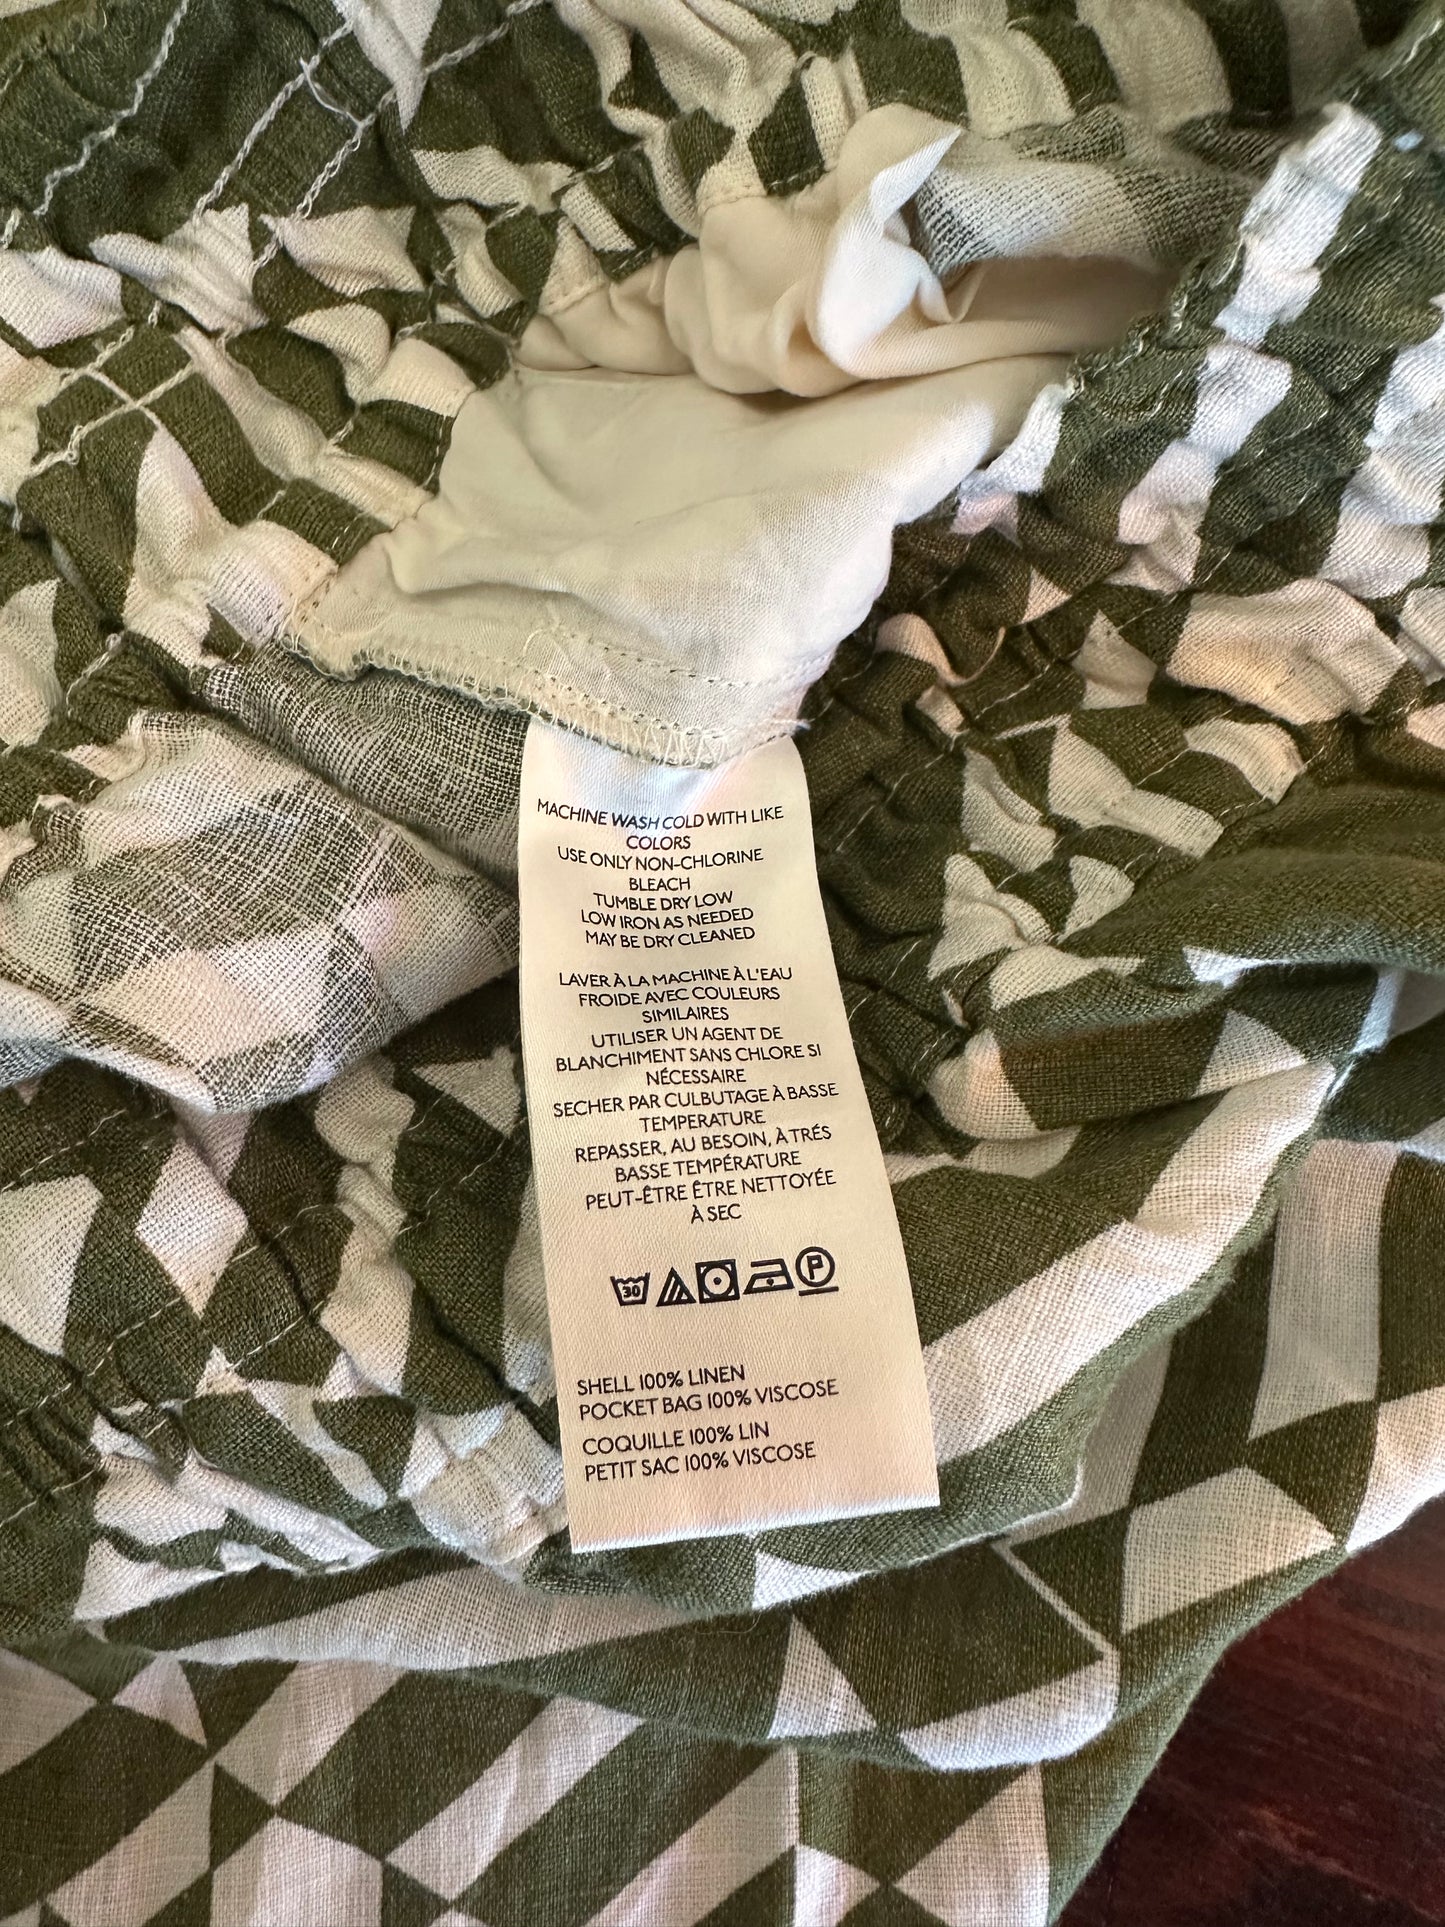 MACHINE WASH COLD WITH LIKE
COLORS
USE ONLY NON-CHLORINE
BLEACH
TUMBLE DRY LOW
LOW IRON AS NEEDED
MAY BE DRY CLEANED
LAVER À LA MACHINE À L'EAU
FROIDE AVEC COULEURS
SIMILAIRES
UTILISER UN AGENT DE
BLANCHIMENT SANS CHLORE SI
NÉCESSAIRE
SECHER PAR CULBUTAGE À BASSE
TEMPERATURE
REPASSER, AU BESOIN, À TRÉS
BASSE TEMPÉRATURE
PEUT-ÊTRE ÊTRE NETTOYÉE
À SEC
30 P
SHELL 100% LINEN
POCKET BAG 100% VISCOSE
COQUILLE 100% LIN
PETIT SAC 100% VISCOSE